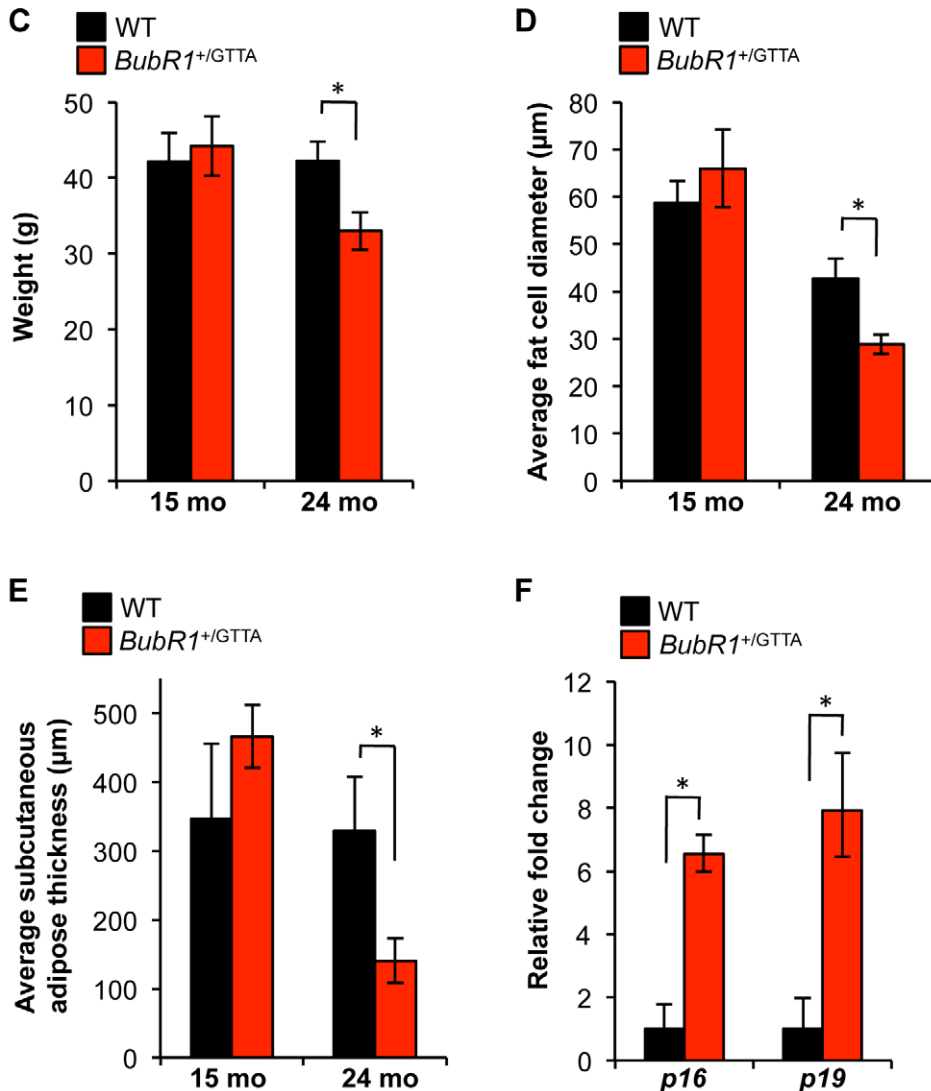 C
WT
BubR1+/GTTA
Weight (g)
50
40
30
20
10
0
*
15 mo
24 mo
D
WT
BubR1+/GTTA
Average fat cell diameter (µm)
80
70
60
50
40
30
20
10
0
*
15 mo
24 mo
E
WT
BubR1+/GTTA
Average subcutaneous
adipose thickness (µm)
500
400
300
200
100
0
*
15 mo
24 mo
F
WT
BubR1+/GTTA
Relative fold change
12
10
8
6
4
2
0
*
*
p16
p19